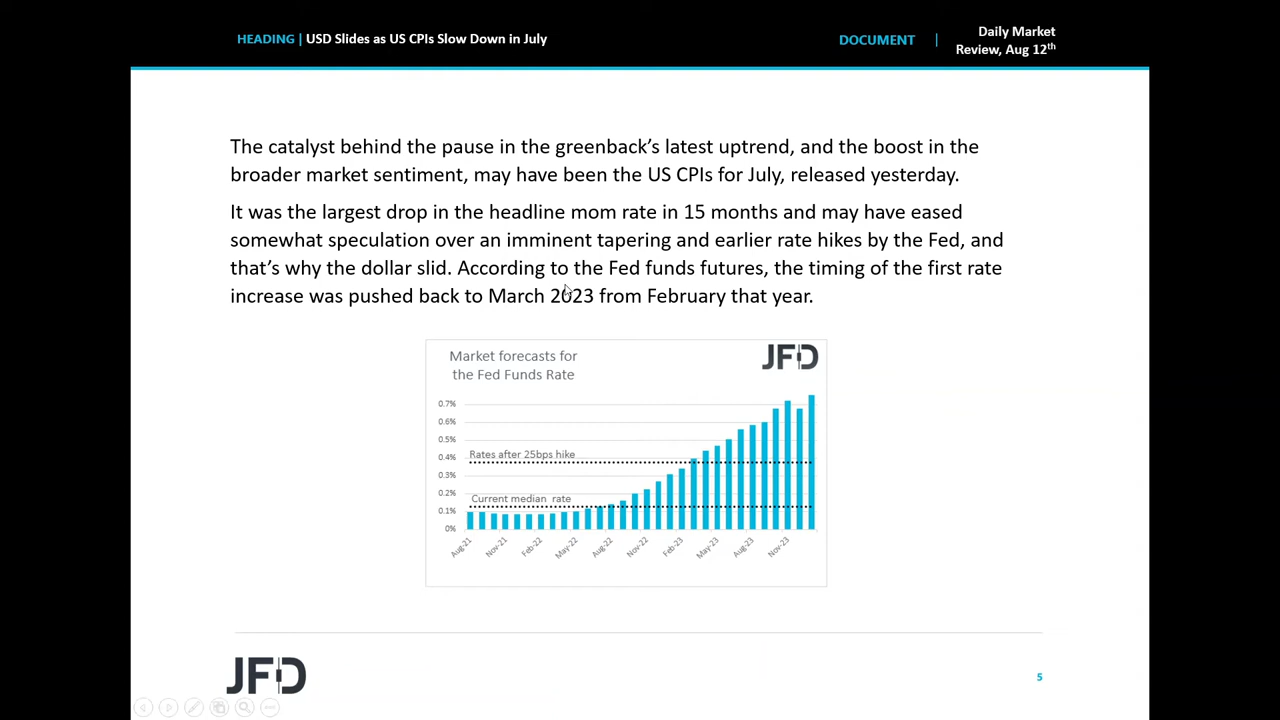 HEADING | USD Slides as US CPIs Slow Down in July
DOCUMENT |
Daily Market
Review, Aug 12th
The catalyst behind the pause in the greenback’s latest uptrend, and the boost in the
broader market sentiment, may have been the US CPIs for July, released yesterday.
It was the largest drop in the headline mom rate in 15 months and may have eased
somewhat speculation over an imminent tapering and earlier rate hikes by the Fed, and
that’s why the dollar slid. According to the Fed funds futures, the timing of the first rate
increase was pushed back to March 2023 from February that year.
Market forecasts for
the Fed Funds Rate
JFD
0.7%
0.6%
0.5%
0.4%
0.3%
0.2%
0.1%
0%
Rates after 25bps hike
Current median rate
Aug-21
Nov-21
Feb-22
May-22
Aug-22
Nov-22
Feb-23
May-23
Aug-23
Nov-23
JFD
5